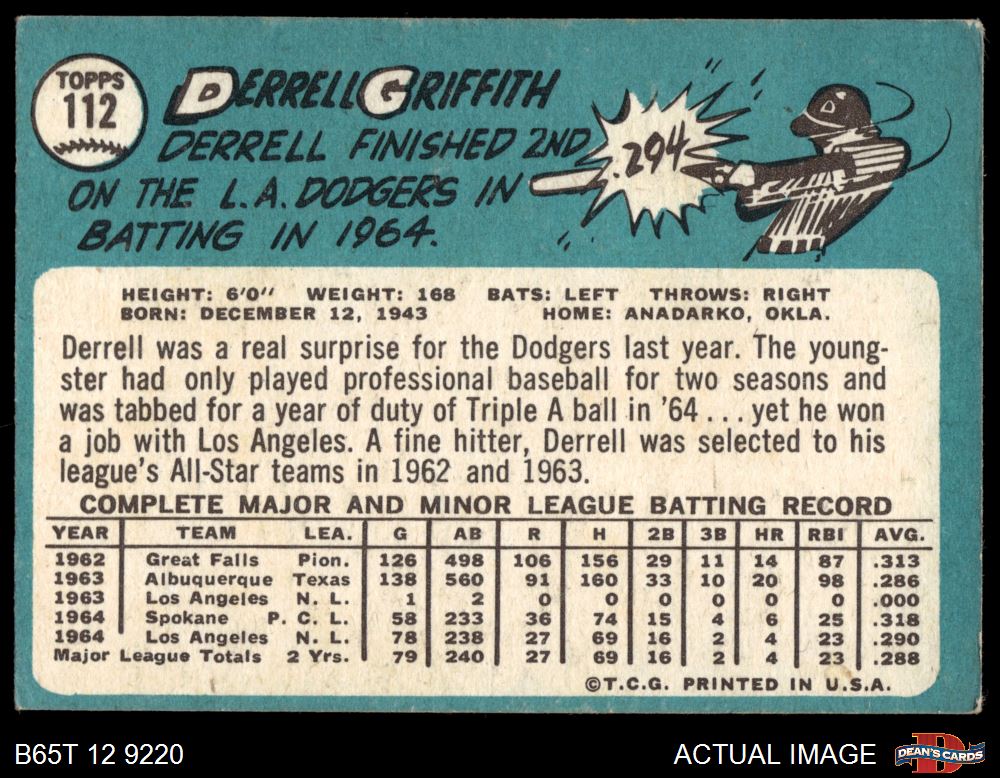 TOPPS
112
DERRELL GRIFFITH
DERRELL FINISHED 2ND
ON THE L.A. DODGERS IN
BATTING IN 1964.
.294
D
HEIGHT: 6'0" WEIGHT: 168 BATS: LEFT THROWS: RIGHT
BORN: DECEMBER 12, 1943 HOME: ANADARKO, OKLA.
Derrell was a real surprise for the Dodgers last year. The young-
ster had only played professional baseball for two seasons and
was tabbed for a year of duty of Triple A ball in '64 . . . yet he won
a job with Los Angeles. A fine hitter, Derrell was selected to his
league's All-Star teams in 1962 and 1963.
COMPLETE MAJOR AND MINOR LEAGUE BATTING RECORD
YEAR TEAM LEA. G AB R H 2B 3B HR RBI AVG.
1962 Great Falls Pion. 126 498 106 156 29 11 14 87 .313
1963 Albuquerque Texas 138 560 91 160 33 10 20 98 .286
1963 Los Angeles N. L. 1 2 0 0 0 0 0 0 .000
1964 Spokane P. C. L. 58 233 36 74 15 4 6 25 .318
1964 Los Angeles N. L. 78 238 27 69 16 2 4 23 .290
Major League Totals 2 Yrs. 79 240 27 69 16 2 4 23 .288
©T.C.G. PRINTED IN U.S.A.
B65T 12 9220
ACTUAL IMAGE
DEAN'S CARDS